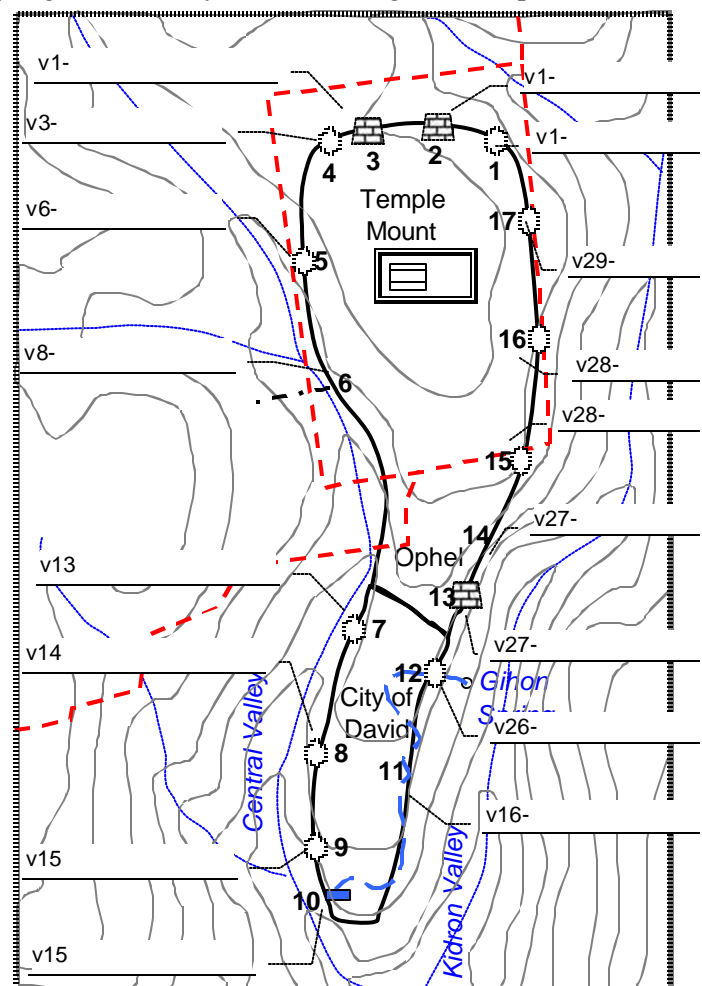 v1-
v1-
v3-
v1-
4
3
2
1
Temple
Mount
17
v6-
5
v29-
16
v8-
6
v28-
v28-
15
v27-
14
Ophel
v13
13
7
v27-
v14
12
Gihon
City of
David
v26-
8
11
Central Valley
v16-
v15
9
Kidron Valley
10
v15